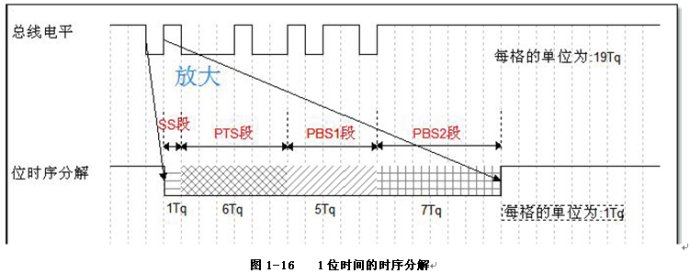 总线电平
每格的单位为:19Tq
放大
SS段 PTS段 PBS1段 PBS2段
位时序分解
1Tq 6Tq 5Tq 7Tq
每格的单位为:1Tq
图 1-16 1 位时间的时序分解